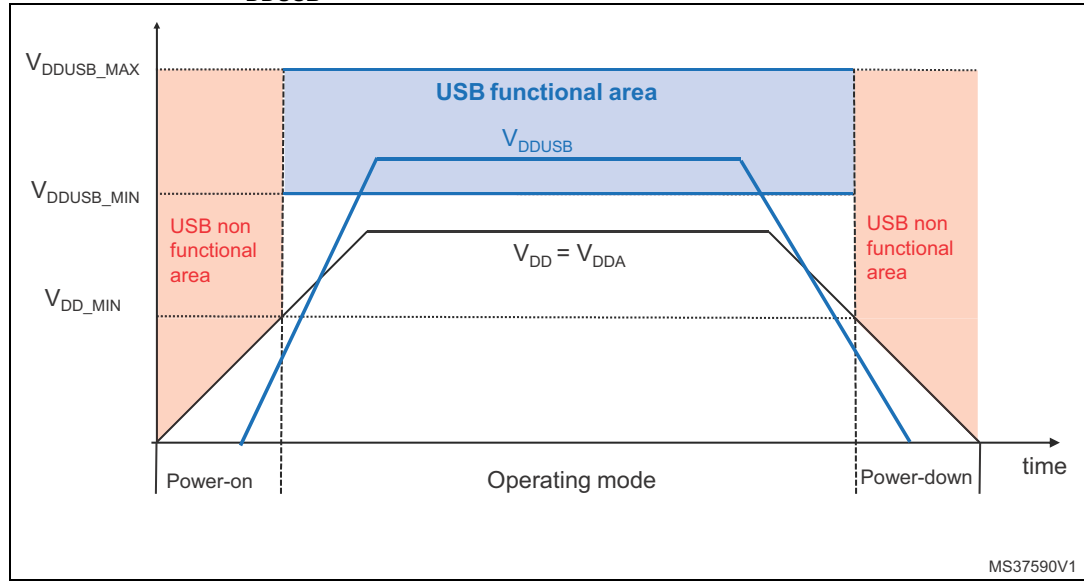 DDUSB
VDDUSB_MAX
USB functional area
VDDUSB
VDDUSB_MIN
USB non
functional
area
USB non
functional
area
VDD = VDDA
VDD_MIN
time
Power-on
Operating mode
Power-down
MS37590V1